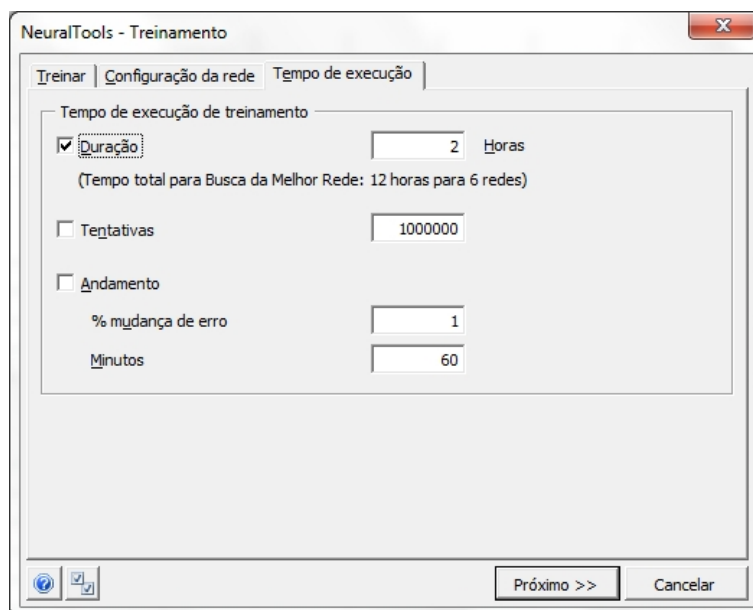 NeuralTools - Treinamento
Treinar Configuração da rede Tempo de execução
Tempo de execução de treinamento
Duração 2 Horas
(Tempo total para Busca da Melhor Rede: 12 horas para 6 redes)
Tentativas 1000000
Andamento
% mudança de erro 1
Minutos 60
Próximo >> Cancelar